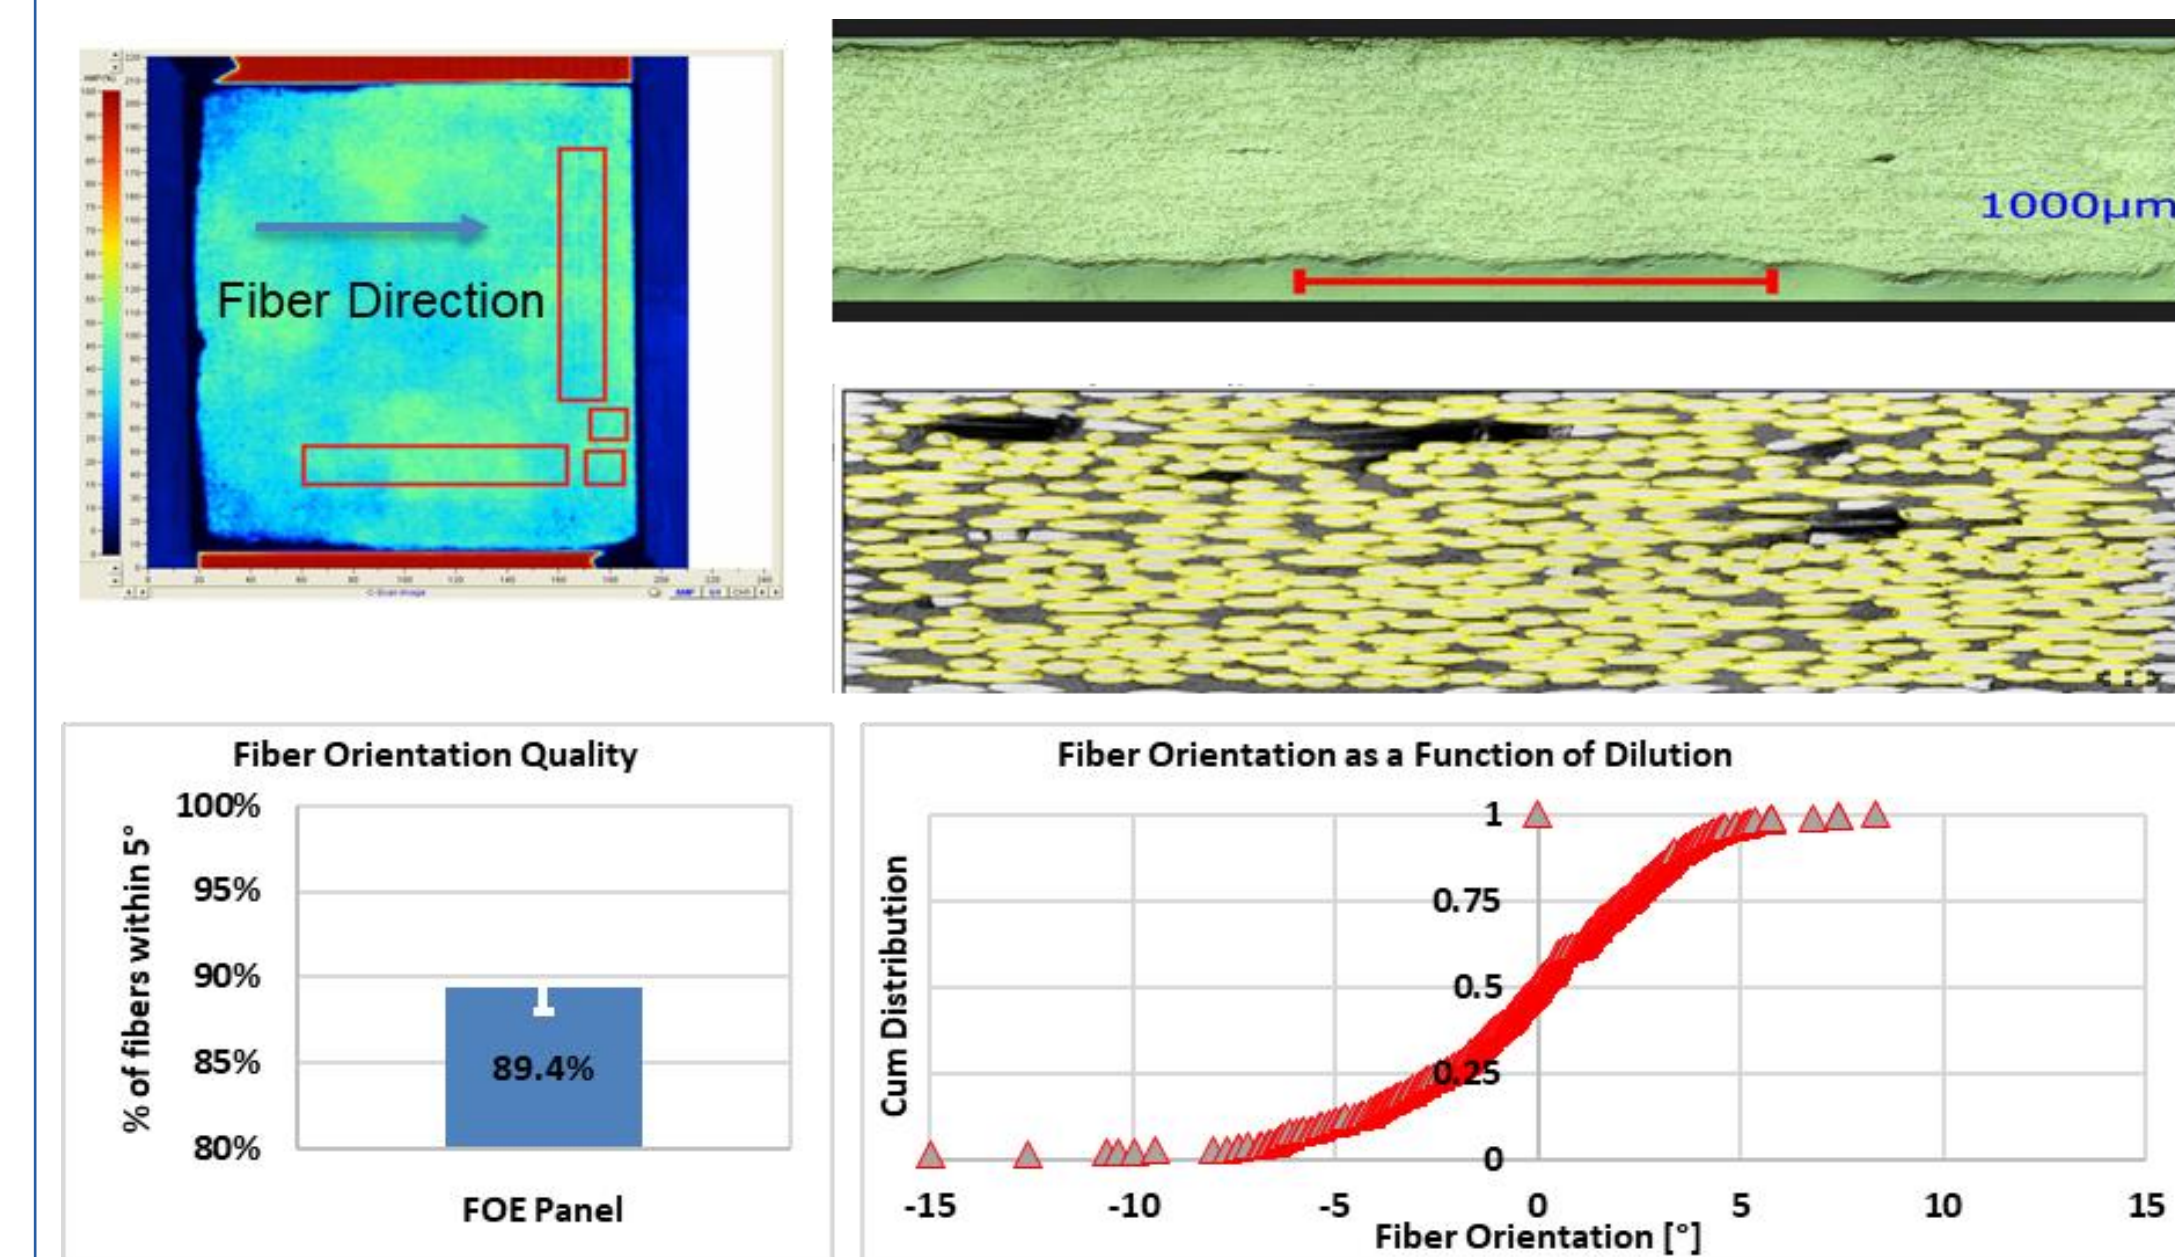 Fiber Direction
C-Scan Image
1000µm
Fiber Orientation Quality
% of fibers within 5°
100%
95%
90%
85%
80%
89.4%
FOE Panel
Fiber Orientation as a Function of Dilution
Cum Distribution
1
0.75
0.5
0.25
0
-15 -10 -5 0 5 10 15
Fiber Orientation [°]